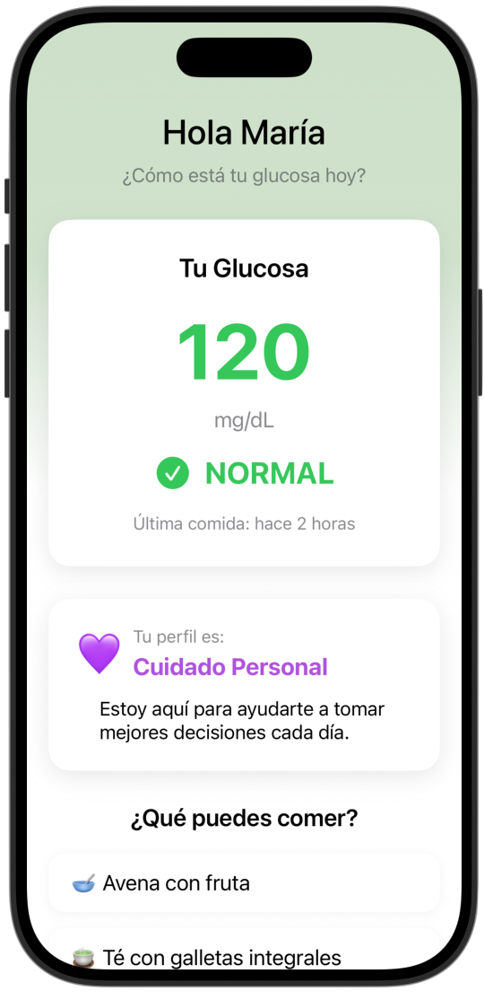 Hola María
¿Cómo está tu glucosa hoy?
Tu Glucosa
120
mg/dL
NORMAL
Última comida: hace 2 horas
Tu perfil es:
Cuidado Personal
Estoy aquí para ayudarte a tomar
mejores decisiones cada día.
¿Qué puedes comer?
Avena con fruta
Té con galletas integrales